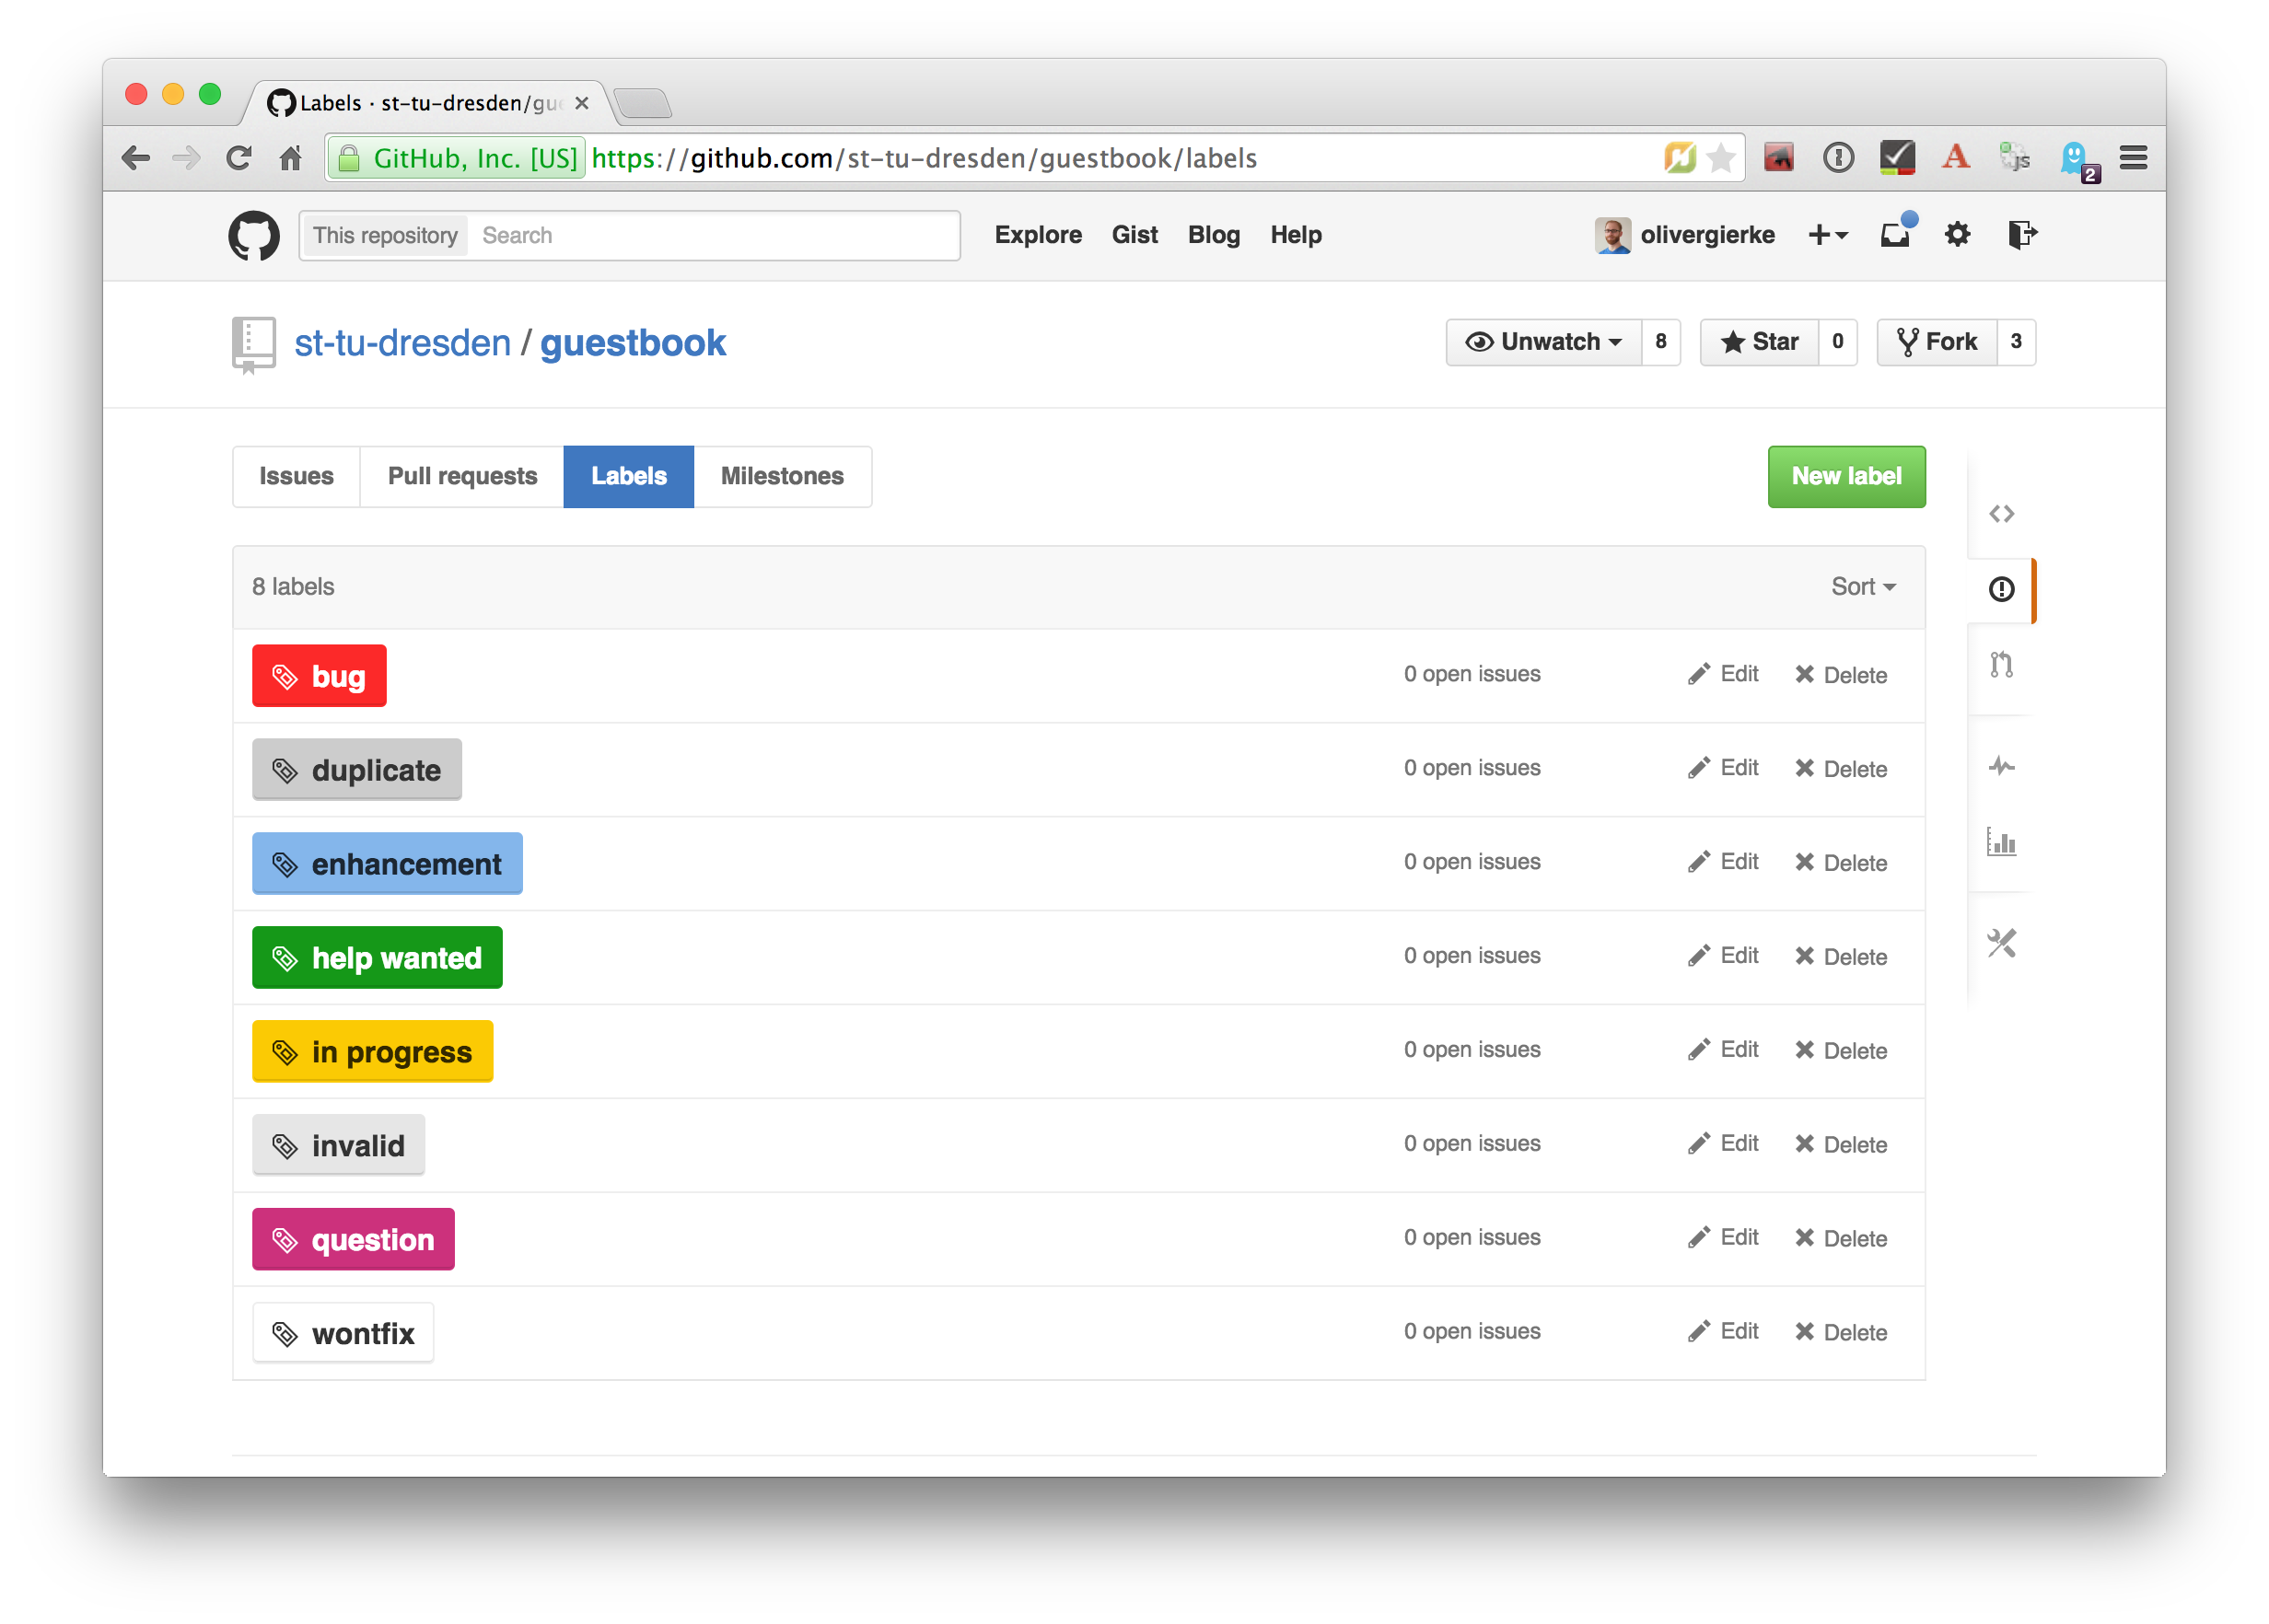 Labels · st-tu-dresden/gu
GitHub, Inc. [US] https://github.com/st-tu-dresden/guestbook/labels
A
js
2
This repository Search Explore Gist Blog Help olivergierke
st-tu-dresden / guestbook Unwatch 8 Star 0 Fork 3
Issues Pull requests Labels Milestones New label
8 labels Sort
bug 0 open issues Edit Delete
duplicate 0 open issues Edit Delete
enhancement 0 open issues Edit Delete
help wanted 0 open issues Edit Delete
in progress 0 open issues Edit Delete
invalid 0 open issues Edit Delete
question 0 open issues Edit Delete
wontfix 0 open issues Edit Delete